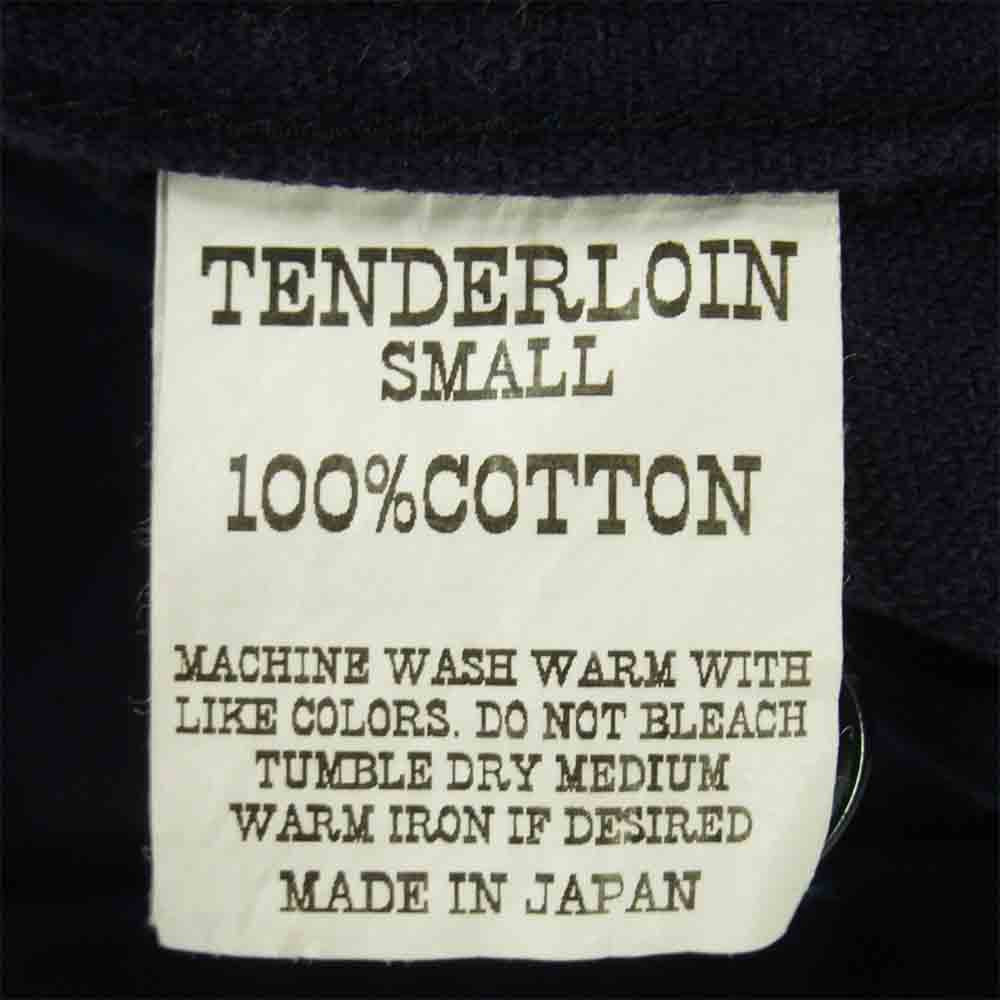 TENDERLOIN
SMALL
100%COTTON
MACHINE WASH WARM WITH
LIKE COLORS. DO NOT BLEACH
TUMBLE DRY MEDIUM
WARM IRON IF DESIRED
MADE IN JAPAN